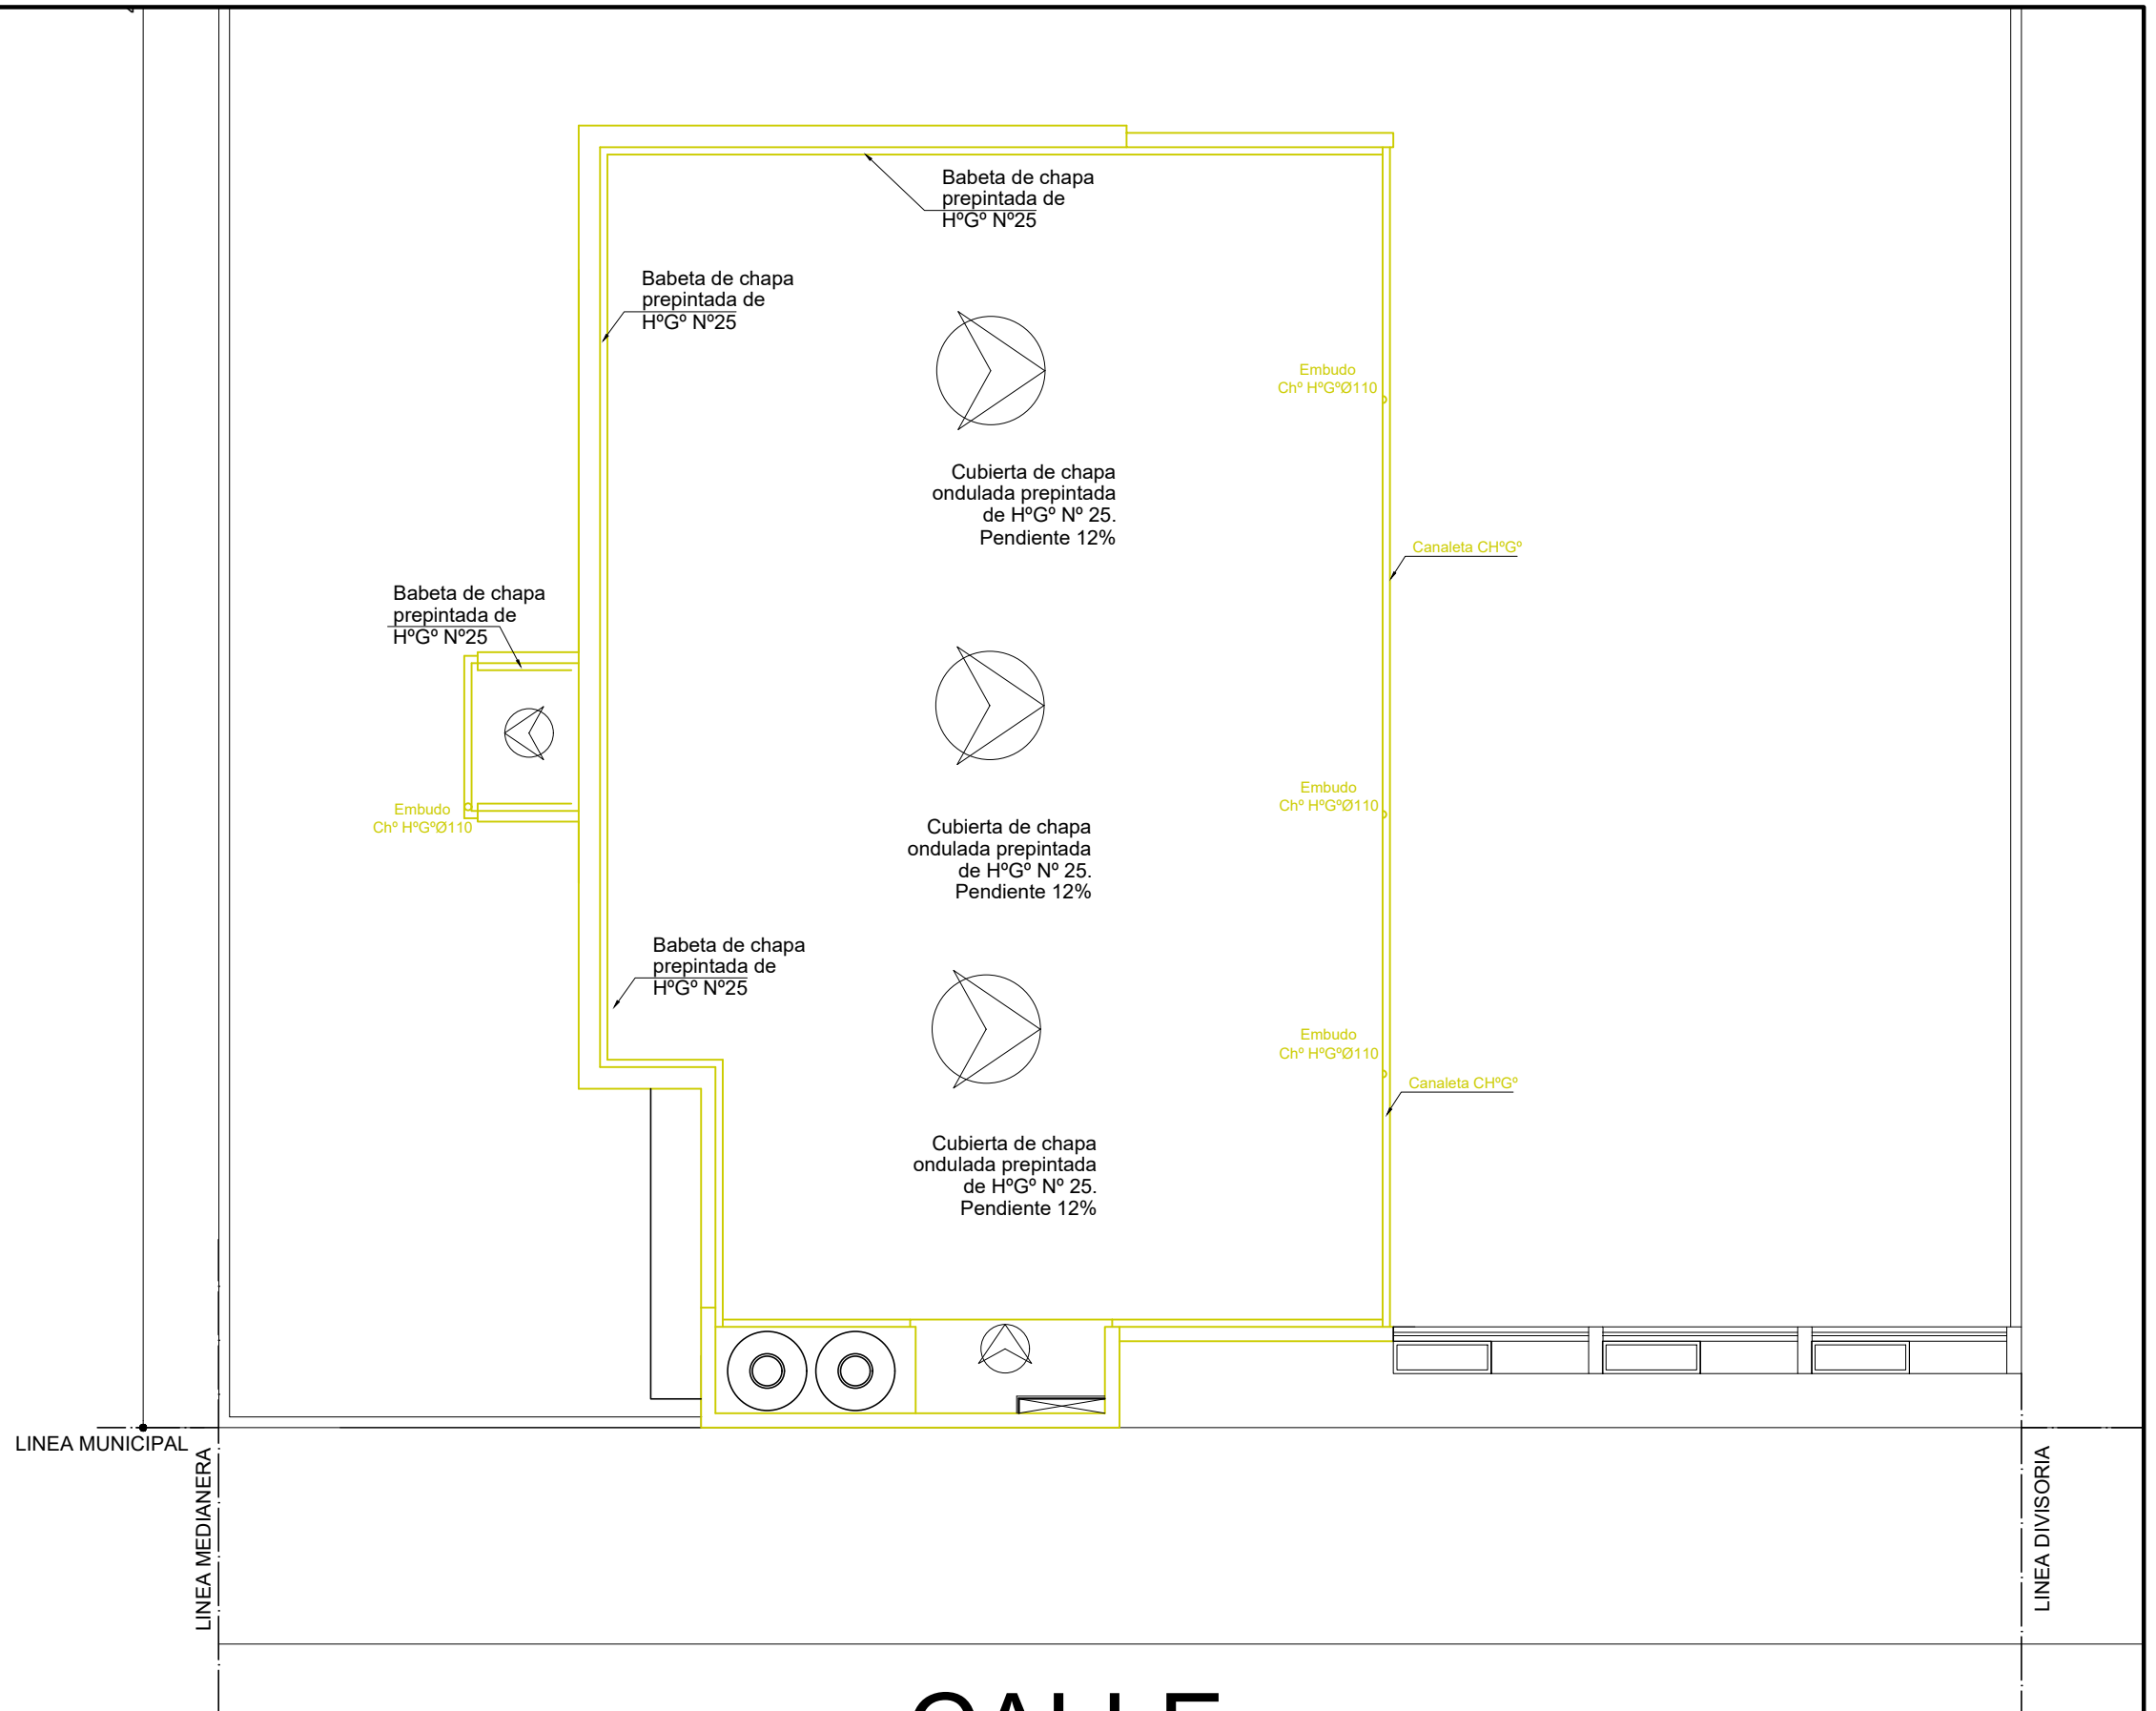 Babeta de chapa
prepintada de
HºGº Nº25
Babeta de chapa
prepintada de
HºGº Nº25
Embudo
Chº HºGºØ110
Cubierta de chapa
ondulada prepintada
de HºGº Nº 25.
Pendiente 12%
Canaleta CHºGº
Babeta de chapa
prepintada de
HºGº Nº25
Embudo
Chº HºGºØ110
Embudo
Chº HºGºØ110
Cubierta de chapa
ondulada prepintada
de HºGº Nº 25.
Pendiente 12%
Babeta de chapa
prepintada de
HºGº Nº25
Embudo
Chº HºGºØ110
Canaleta CHºGº
Cubierta de chapa
ondulada prepintada
de HºGº Nº 25.
Pendiente 12%
LINEA MUNICIPAL
LINEA MEDIANERA
LINEA DIVISORIA
CALLE